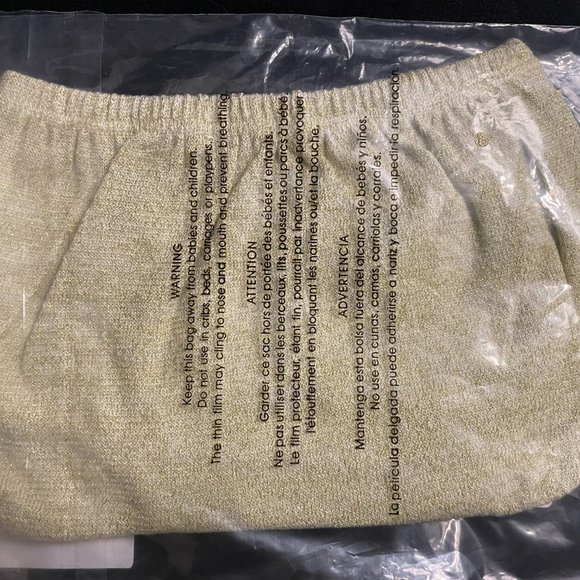 WARNING
Keep this bag away from babies and children.
Do not use in cribs, beds, carriages or playpens.
The thin film may cling to nose and mouth and prevent breathing.
ATTENTION
Garder ce sac hors de portée des bébés et enfants.
Ne pas utiliser dans les berceaux, lits, poussettes ou parcs à bébé
Le film protecteur, étant fin, pourrait par inadvertance provoquer
l'étouffement en bloquant les narines ou/et la bouche.
ADVERTENCIA
Mantenga esta bolsa fuera del alcance de bebés y niños.
No use en cunas, camas, carriolas y corrales.
La película delgada puede adherirse a nariz y boca e impedir la respiración.